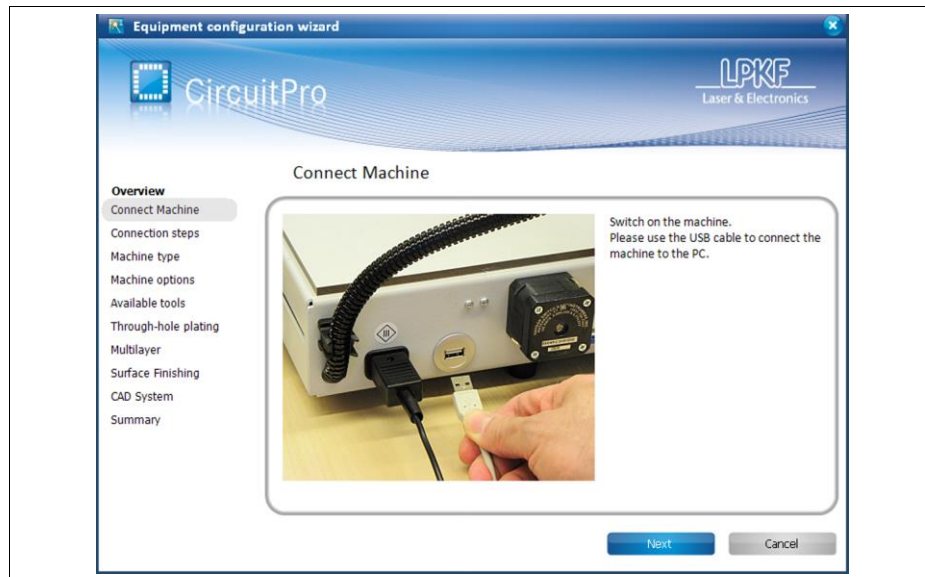 Equipment configuration wizard
CircuitPro
LPKF
Laser & Electronics
Connect Machine
Overview
Connect Machine
Connection steps
Machine type
Machine options
Available tools
Through-hole plating
Multilayer
Surface Finishing
CAD System
Summary
Switch on the machine.
Please use the USB cable to connect the
machine to the PC.
Next
Cancel